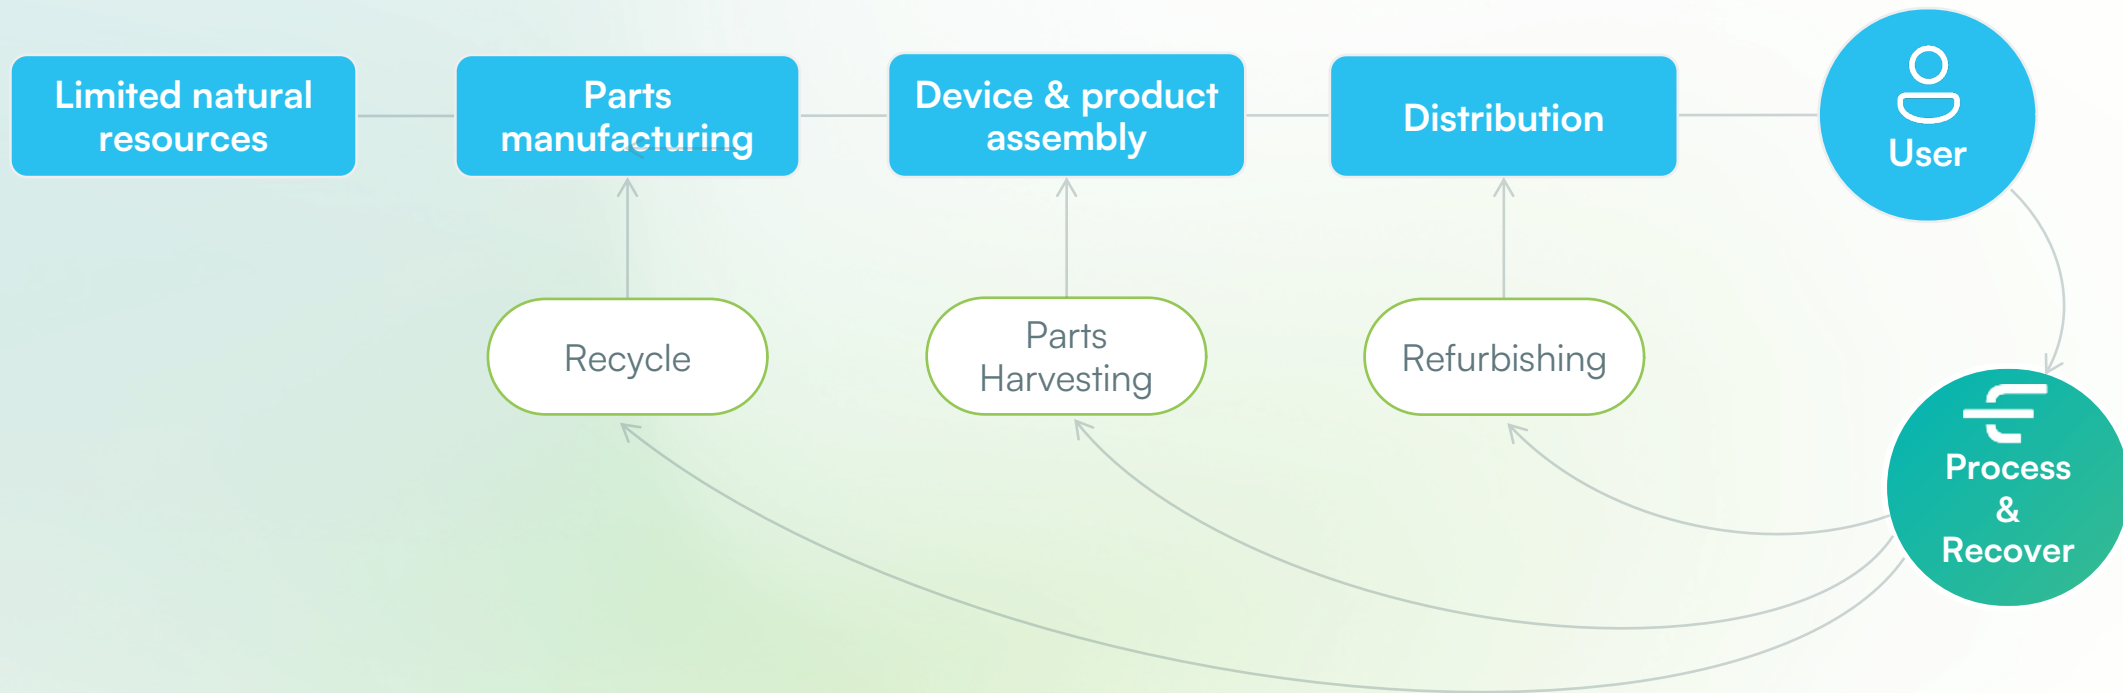 Limited natural
resources
Parts
manufacturing
Device & product
assembly
Distribution
User
Recycle
Parts
Harvesting
Refurbishing
Process
&
Recover